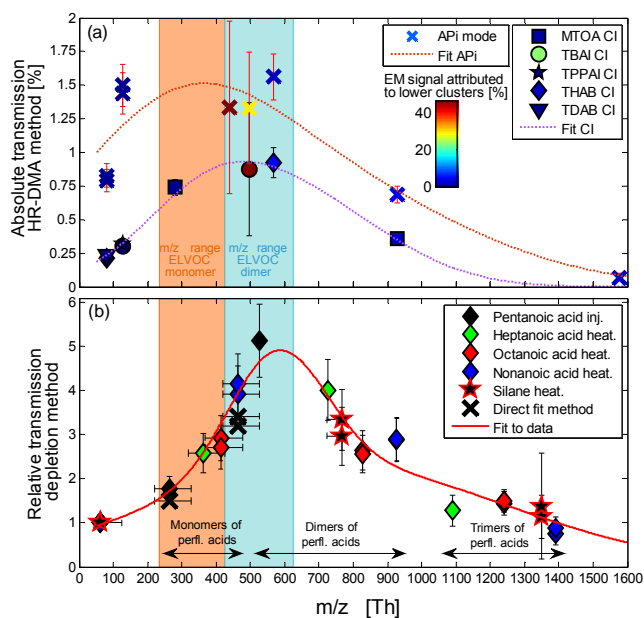 (a)
Absolute transmission
HR-DMA method [%]
2
1.75
1.5
1.25
1
0.75
0.5
0.25
0
APi mode
Fit APi
EM signal attributed
to lower clusters [%]
40
20
0
MTOA CI
TBAI CI
TPPAI CI
THAB CI
TDAB CI
Fit CI
m/z range
ELVOC
monomer
m/z range
ELVOC
dimer
(b)
Relative transmission
depletion method
6
5
4
3
2
1
0
Pentanoic acid inj.
Heptanoic acid heat.
Octanoic acid heat.
Nonanoic acid heat.
Silane heat.
Direct fit method
Fit to data
Monomers of
perfl. acids
Dimers of
perfl. acids
Trimers of
perfl. acids
0 100 200 300 400 500 600 700 800 900 1000 1200 1400 1600
m/z [Th]